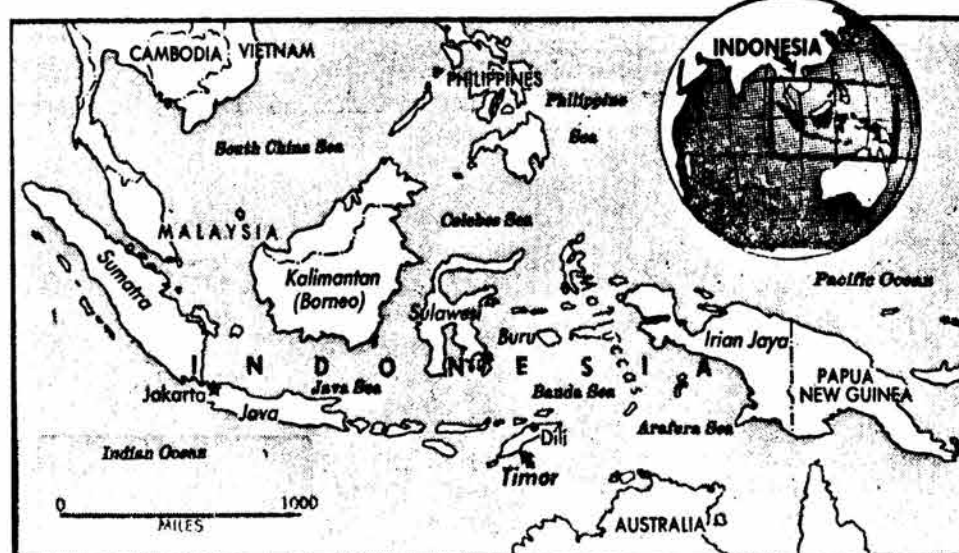 INDONESIA
CAMBODIA
VIETNAM
PHILIPPINES
Philippine
Sea
South China Sea
MALAYSIA
Celebes Sea
Sumatra
Kalimantan
(Borneo)
Sulawesi
Moluccas
Pacific Ocean
Buru
Irian Jaya
INDONESIA
Jakarta
Java Sea
Banda Sea
PAPUA
NEW GUINEA
Java
Dili
Arafura Sea
Indian Ocean
Timor
0 1000
MILES
AUSTRALIA